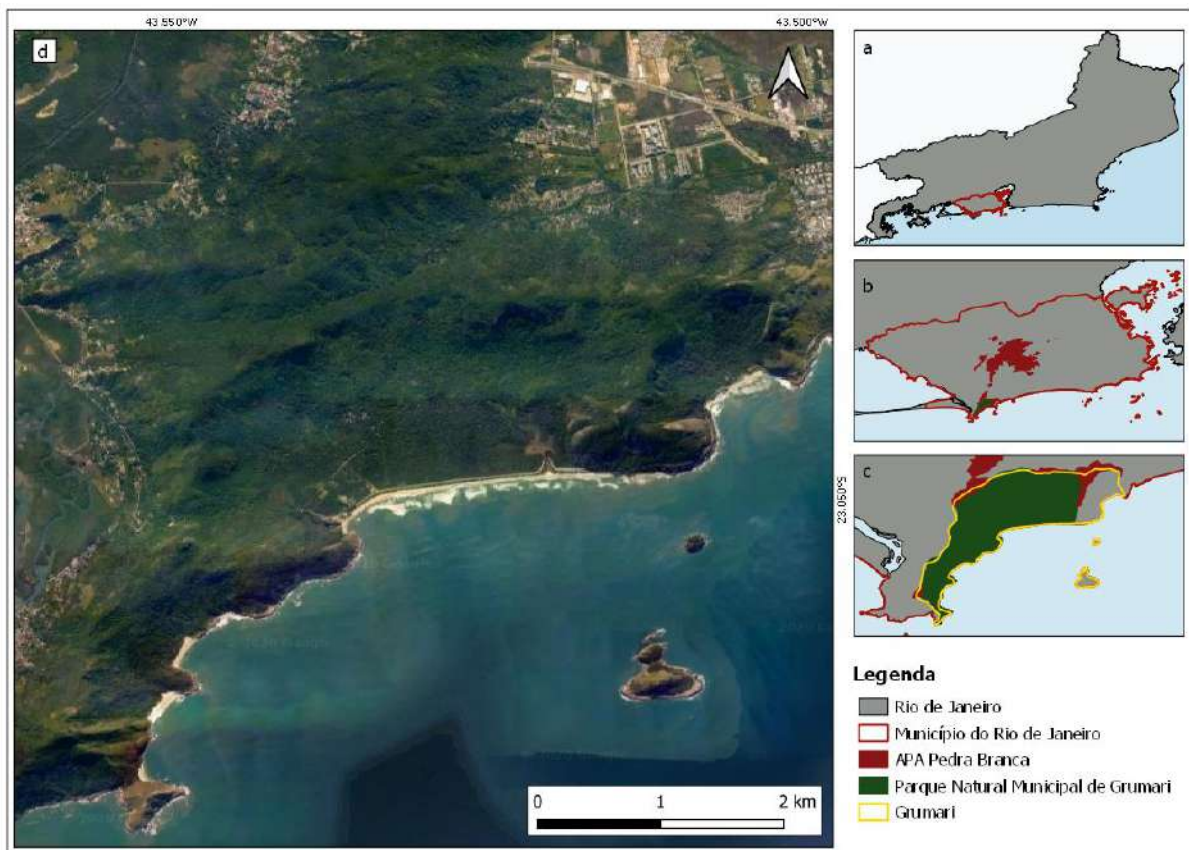 43.550°W
43.500°W
d
a
b
23.050°S
c
Legenda
Rio de Janeiro
Município do Rio de Janeiro
APA Pedra Branca
Parque Natural Municipal de Grumari
Grumari
0 1 2 km